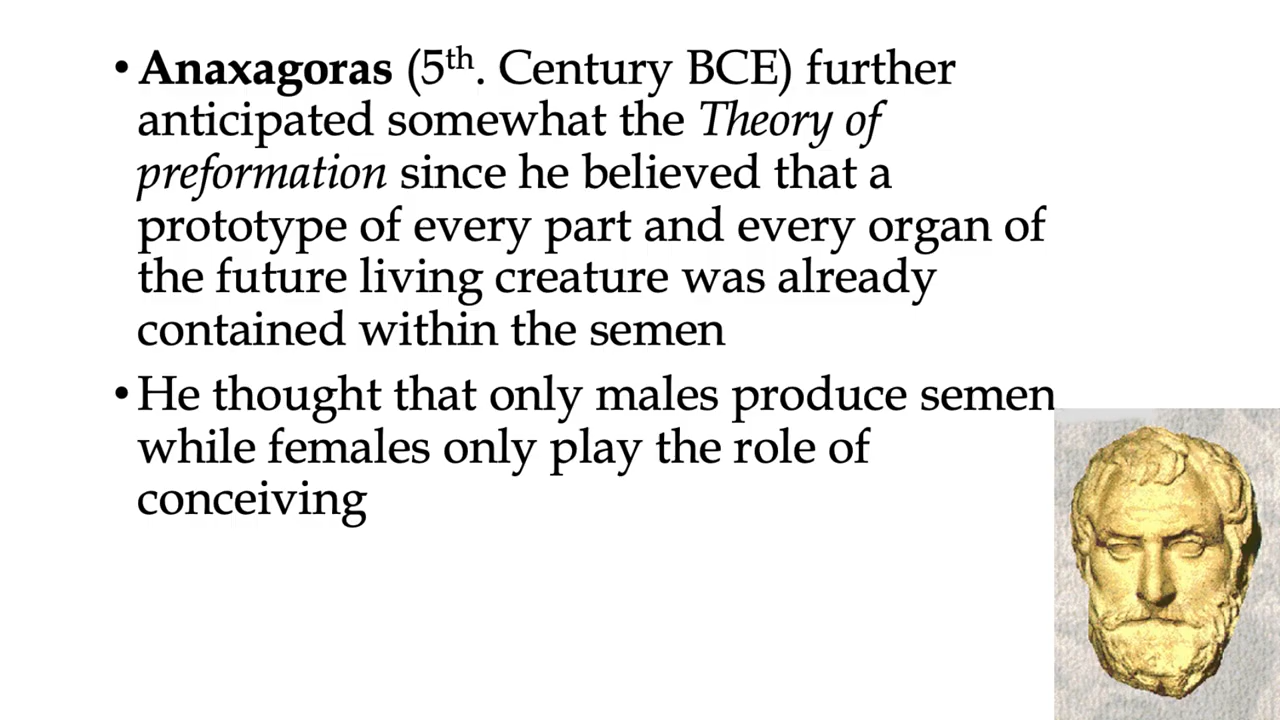 • Anaxagoras (5th. Century BCE) further
anticipated somewhat the Theory of
preformation since he believed that a
prototype of every part and every organ of
the future living creature was already
contained within the semen
• He thought that only males produce semen
while females only play the role of
conceiving